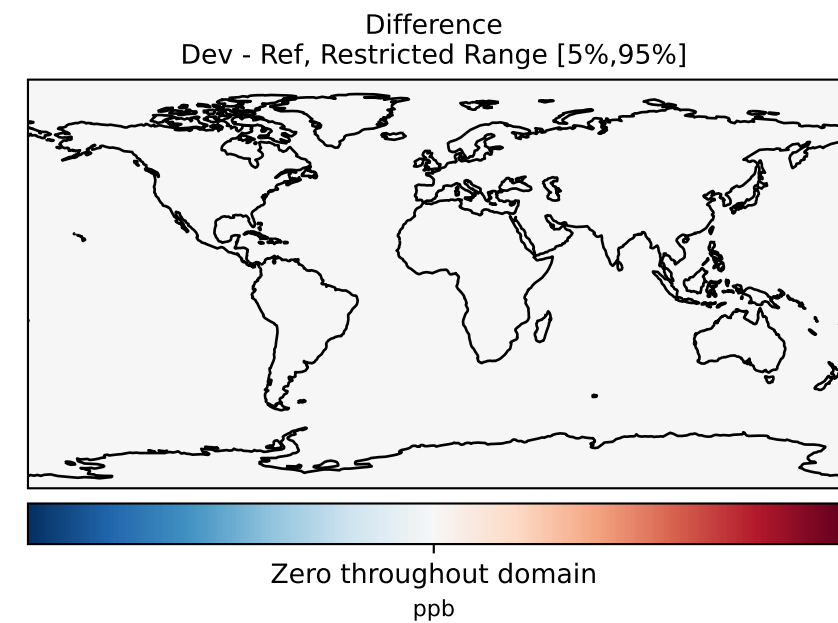 Difference
Dev - Ref, Restricted Range [5%,95%]
Zero throughout domain
ppb